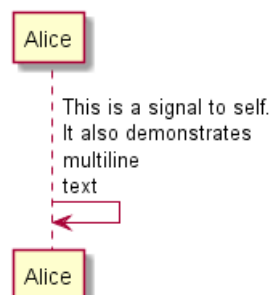 Alice
This is a signal to self.
It also demonstrates
multiline
text
Alice